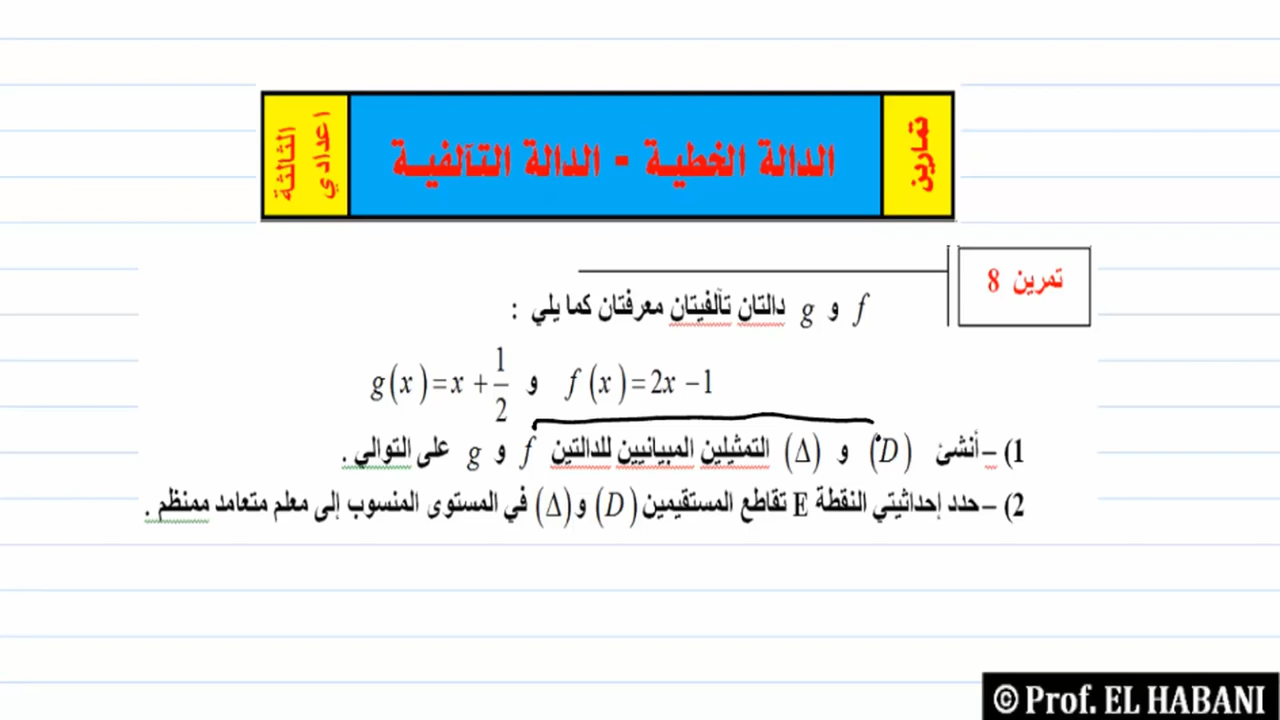 تمارين
الدالة الخطية - الدالة التآلفية
الثالثة اعدادي
تمرين 8
f و g دالتان تآلفيتان معرفتان كما يلي :
f(x)=2x-1 و g(x)=x+1/2
1)-أنشئ (D) و (Δ) التمثيلين المبيانيين للدالتين f و g على التوالي .
2)-حدد إحداثيتي النقطة E تقاطع المستقيمين (D) و (Δ) في المستوى المنسوب إلى معلم متعامد ممنظم .
© Prof. EL HABANI